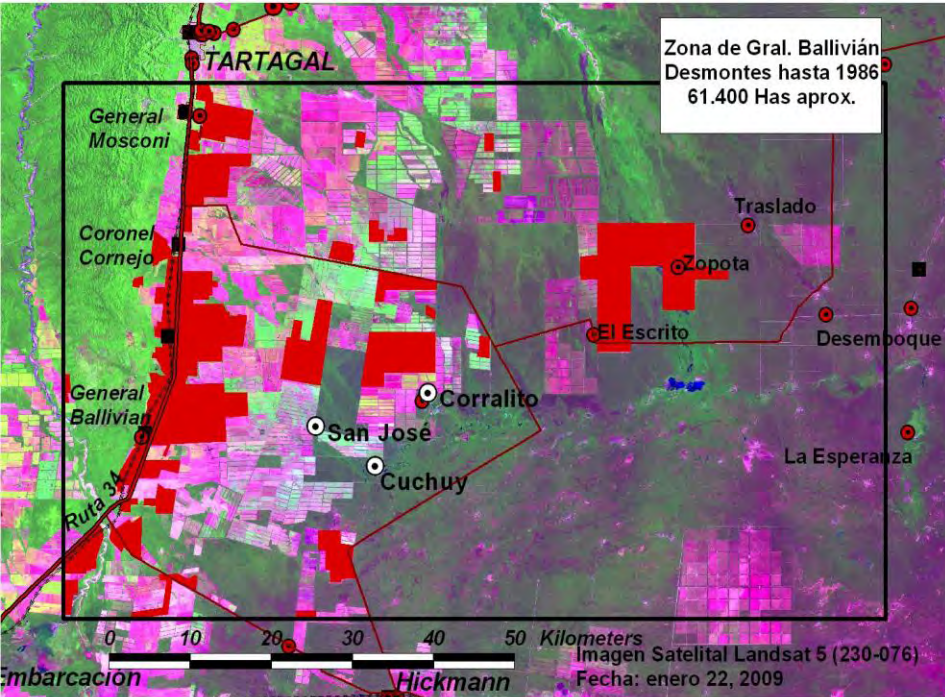 Zona de Gral. Ballivián
Desmontes hasta 1986
61.400 Has aprox.
TARTAGAL
General
Mosconi
Coronel
Cornejo
Traslado
Zopota
El Escrito
Desemboque
General
Ballivian
Corralito
San José
Cuchuy
La Esperanza
Ruta 34
0 10 20 30 40 50 Kilometers
Embarcación
Hickmann
Imagen Satelital Landsat 5 (230-076)
Fecha: enero 22, 2009